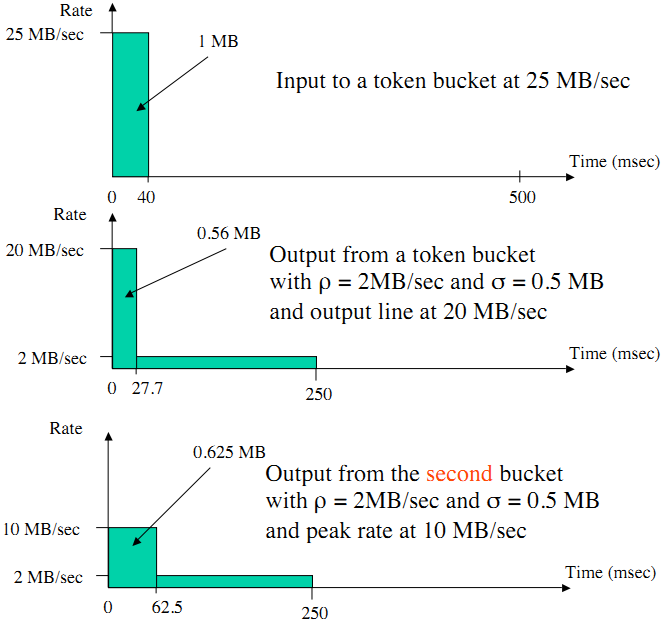 Rate
25 MB/sec
1 MB
Input to a token bucket at 25 MB/sec
Time (msec)
0 40 500
Rate
0.56 MB
20 MB/sec
Output from a token bucket
with ρ = 2MB/sec and σ = 0.5 MB
and output line at 20 MB/sec
2 MB/sec
Time (msec)
0 27.7 250
Rate
0.625 MB
Output from the second bucket
with ρ = 2MB/sec and σ = 0.5 MB
and peak rate at 10 MB/sec
10 MB/sec
2 MB/sec
Time (msec)
0 62.5 250